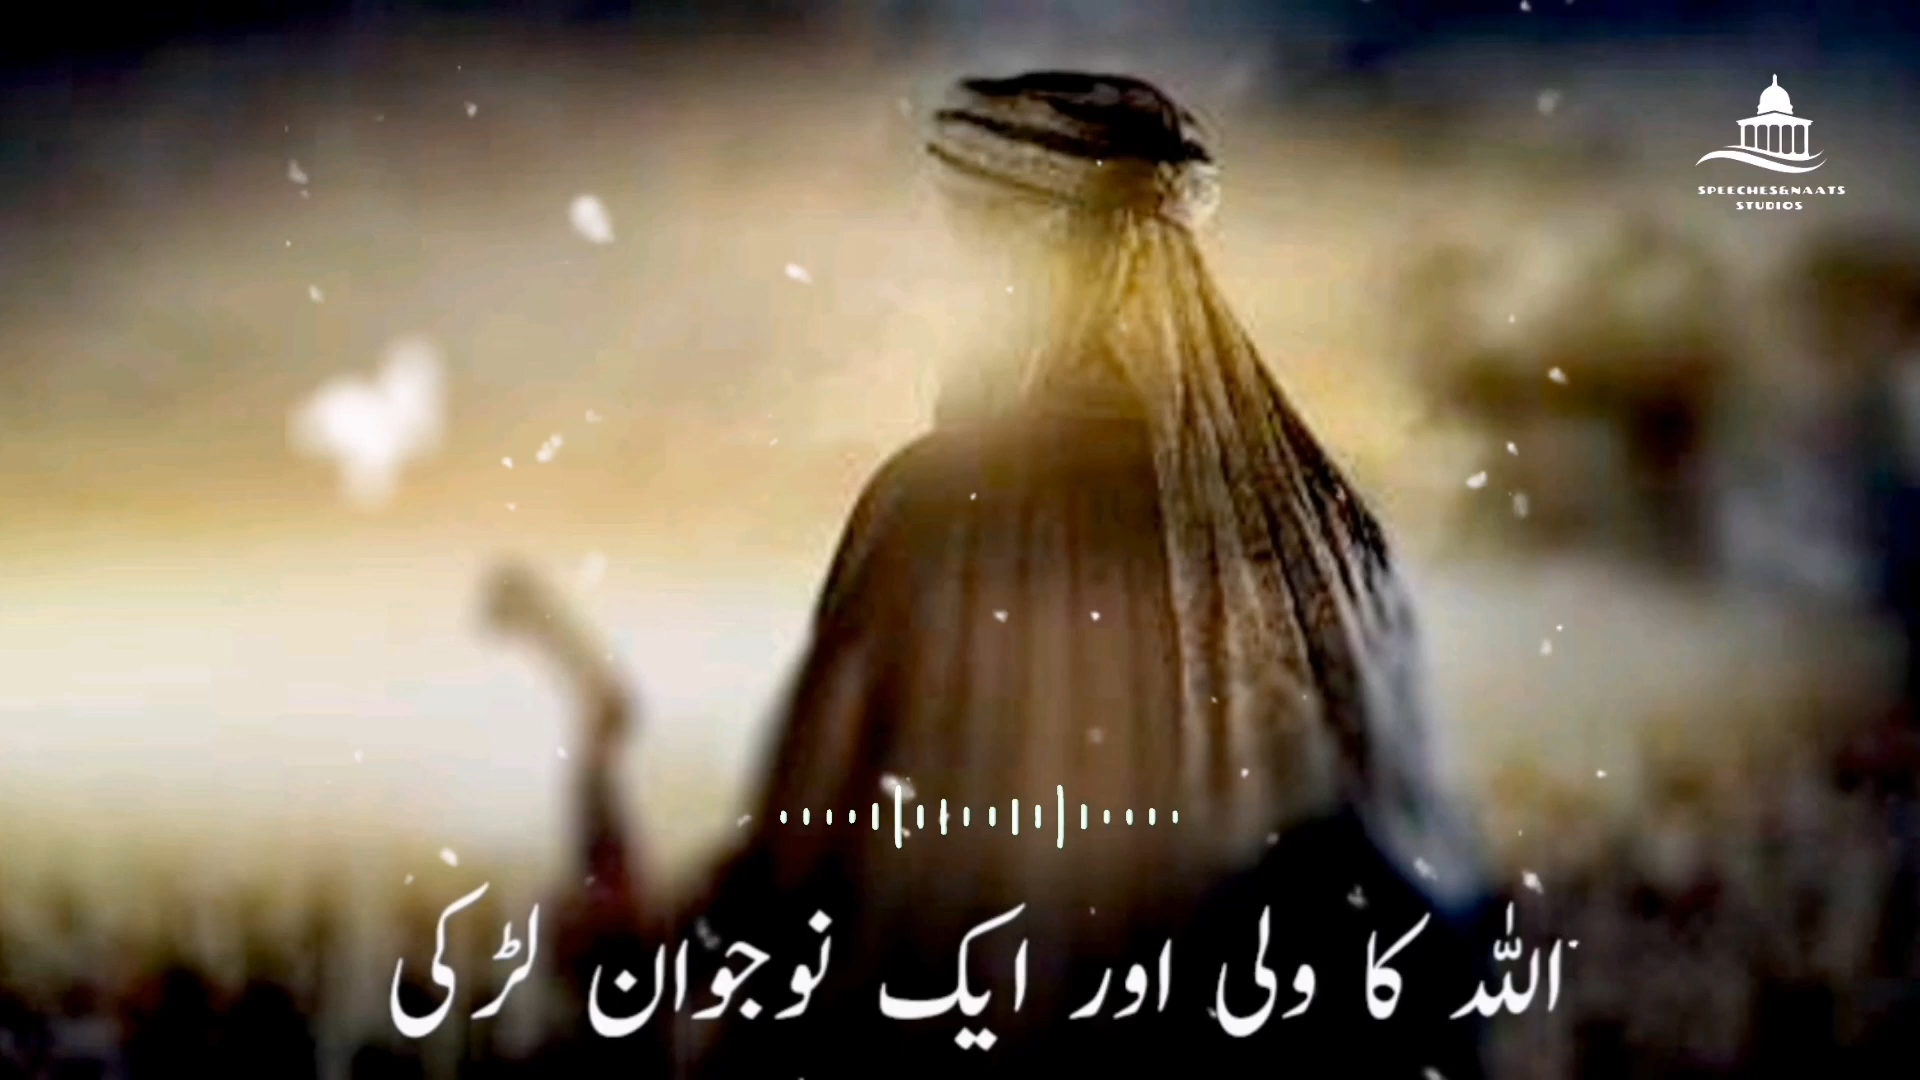 SPEECHES&NAATS
STUDIOS
اللہ کا ولی اور ایک نوجوان لڑکی